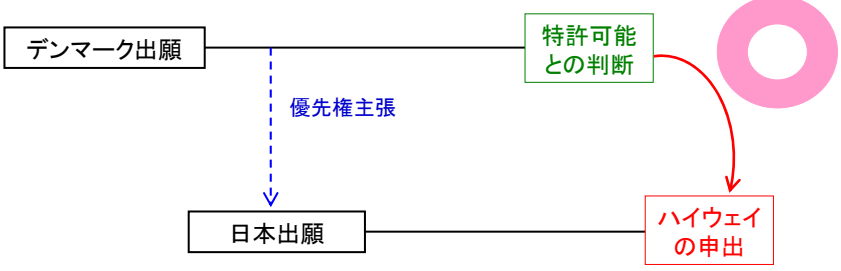 デンマーク出願
特許可能
との判断
優先権主張
日本出願
ハイウェイ
の申出